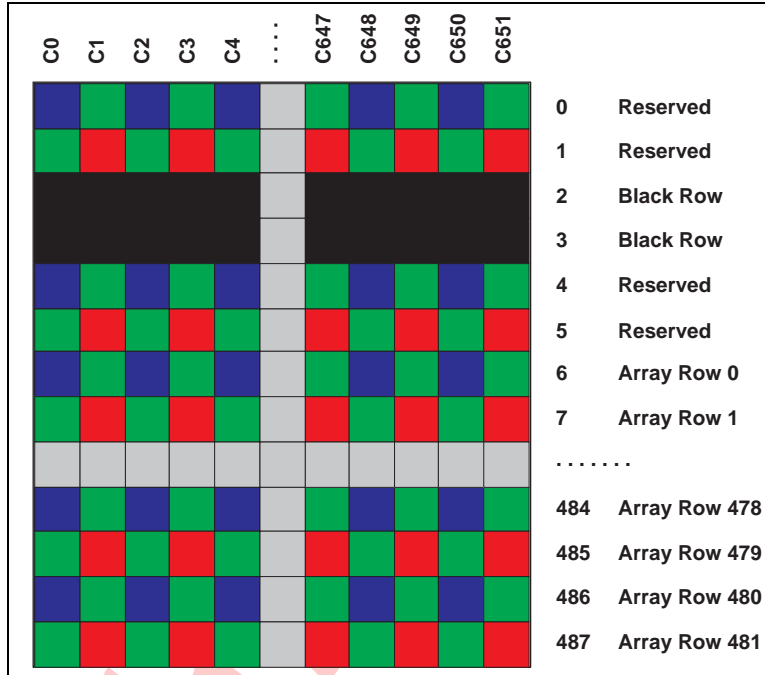 C0 C1 C2 C3 C4 . . . . C647 C648 C649 C650 C651
0 Reserved
1 Reserved
2 Black Row
3 Black Row
4 Reserved
5 Reserved
6 Array Row 0
7 Array Row 1
. . . . . . .
484 Array Row 478
485 Array Row 479
486 Array Row 480
487 Array Row 481